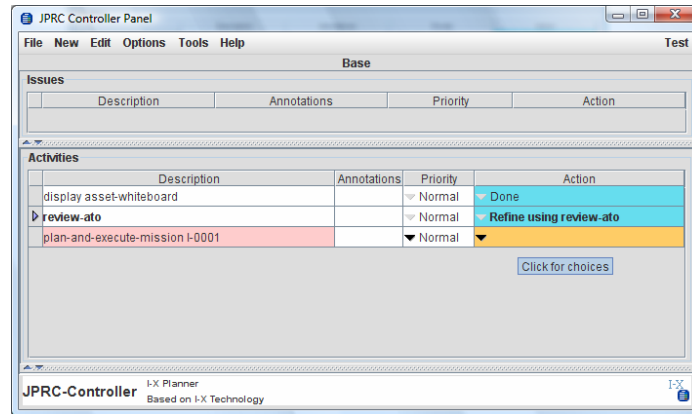 JPRC Controller Panel
File New Edit Options Tools Help Test
Base
Issues
Description Annotations Priority Action
Activities
Description Annotations Priority Action
display asset-whiteboard Normal Done
review-ato Normal Refine using review-ato
plan-and-execute-mission I-0001 Normal
Click for choices
JPRC-Controller
I-X Planner
Based on I-X Technology
I-X